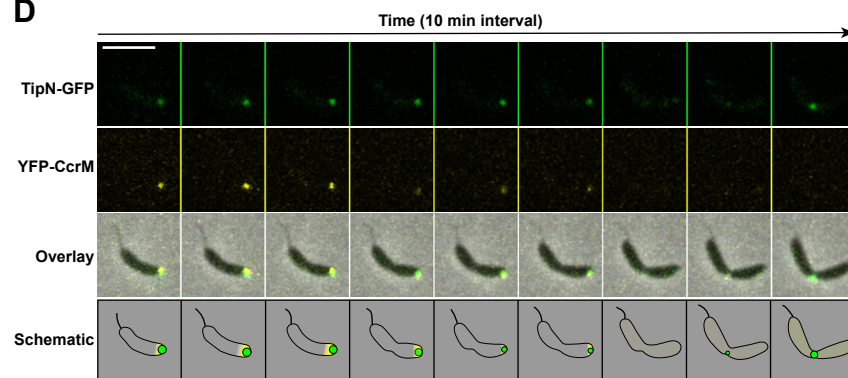 D
Time (10 min interval)
TipN-GFP
YFP-CcrM
Overlay
Schematic